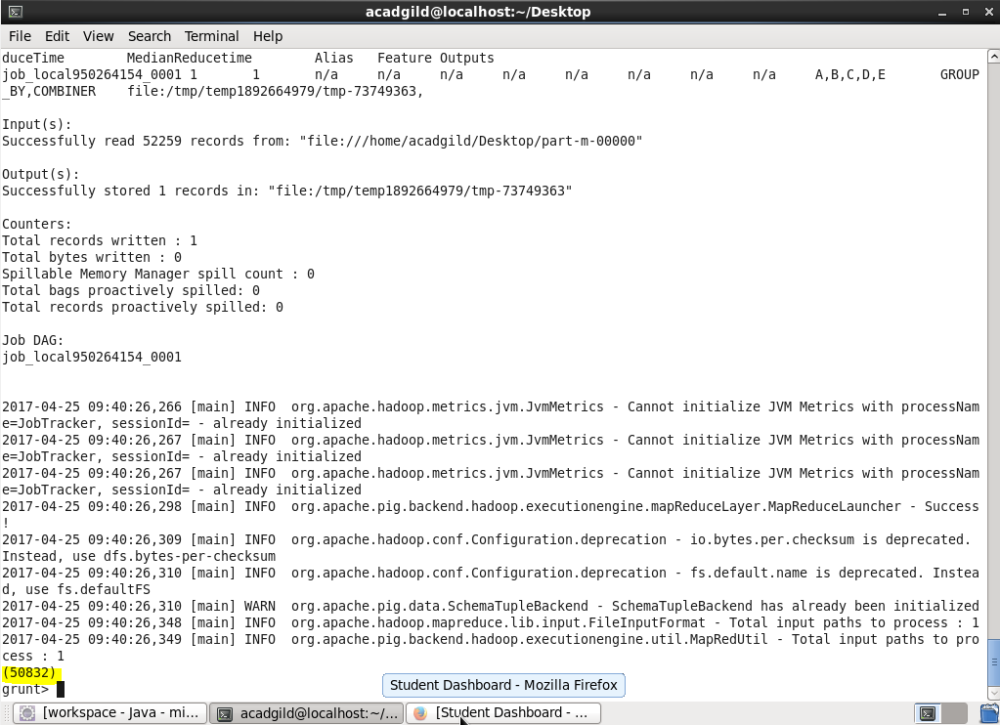 acadgild@localhost:~/Desktop
File Edit View Search Terminal Help
duceTime MedianReducetime Alias Feature Outputs
job_local950264154_0001 1 1 n/a n/a n/a n/a n/a n/a n/a n/a A,B,C,D,E GROUP
_BY,COMBINER file:/tmp/temp1892664979/tmp-73749363,
Input(s):
Successfully read 52259 records from: "file:///home/acadgild/Desktop/part-m-00000"
Output(s):
Successfully stored 1 records in: "file:/tmp/temp1892664979/tmp-73749363"
Counters:
Total records written : 1
Total bytes written : 0
Spillable Memory Manager spill count : 0
Total bags proactively spilled: 0
Total records proactively spilled: 0
Job DAG:
job_local950264154_0001
2017-04-25 09:40:26,266 [main] INFO org.apache.hadoop.metrics.jvm.JvmMetrics - Cannot initialize JVM Metrics with processNam
e=JobTracker, sessionId= - already initialized
2017-04-25 09:40:26,267 [main] INFO org.apache.hadoop.metrics.jvm.JvmMetrics - Cannot initialize JVM Metrics with processNam
e=JobTracker, sessionId= - already initialized
2017-04-25 09:40:26,267 [main] INFO org.apache.hadoop.metrics.jvm.JvmMetrics - Cannot initialize JVM Metrics with processNam
e=JobTracker, sessionId= - already initialized
2017-04-25 09:40:26,298 [main] INFO org.apache.pig.backend.hadoop.executionengine.mapReduceLayer.MapReduceLauncher - Success
!
2017-04-25 09:40:26,309 [main] INFO org.apache.hadoop.conf.Configuration.deprecation - io.bytes.per.checksum is deprecated.
Instead, use dfs.bytes-per-checksum
2017-04-25 09:40:26,310 [main] INFO org.apache.hadoop.conf.Configuration.deprecation - fs.default.name is deprecated. Instea
d, use fs.defaultFS
2017-04-25 09:40:26,310 [main] WARN org.apache.pig.data.SchemaTupleBackend - SchemaTupleBackend has already been initialized
2017-04-25 09:40:26,348 [main] INFO org.apache.hadoop.mapreduce.lib.input.FileInputFormat - Total input paths to process : 1
2017-04-25 09:40:26,349 [main] INFO org.apache.pig.backend.hadoop.executionengine.util.MapRedUtil - Total input paths to pro
cess : 1
(50832)
grunt>
Student Dashboard - Mozilla Firefox
[workspace - Java - mi... acadgild@localhost:~/... [Student Dashboard - ...